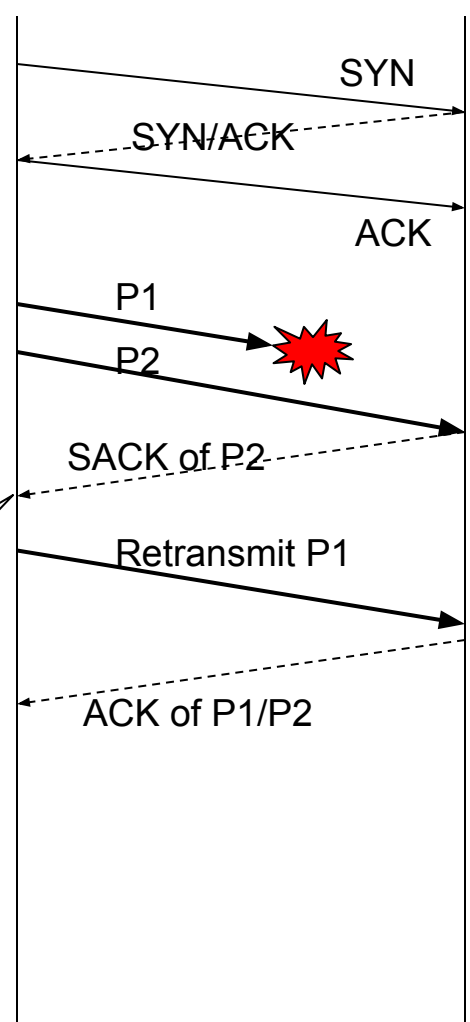 SYN
SYN/ACK
ACK
P1
P2
SACK of P2
Retransmit P1
ACK of P1/P2